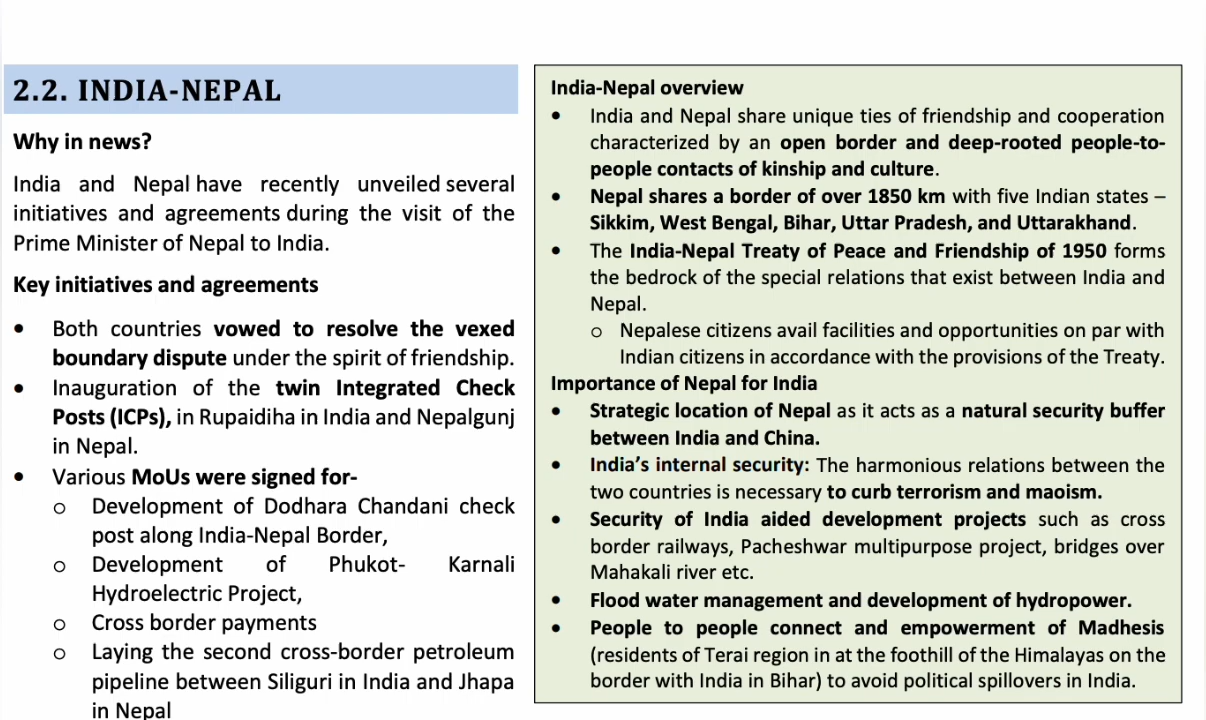 2.2. INDIA-NEPAL
Why in news?
India and Nepal have recently unveiled several
initiatives and agreements during the visit of the
Prime Minister of Nepal to India.
Key initiatives and agreements
• Both countries vowed to resolve the vexed
boundary dispute under the spirit of friendship.
• Inauguration of the twin Integrated Check
Posts (ICPs), in Rupaidiha in India and Nepalgunj
in Nepal.
• Various MoUs were signed for-
o Development of Dodhara Chandani check
post along India-Nepal Border,
o Development of Phukot- Karnali
Hydroelectric Project,
o Cross border payments
o Laying the second cross-border petroleum
pipeline between Siliguri in India and Jhapa
in Nepal
India-Nepal overview
• India and Nepal share unique ties of friendship and cooperation
characterized by an open border and deep-rooted people-to-
people contacts of kinship and culture.
• Nepal shares a border of over 1850 km with five Indian states –
Sikkim, West Bengal, Bihar, Uttar Pradesh, and Uttarakhand.
• The India-Nepal Treaty of Peace and Friendship of 1950 forms
the bedrock of the special relations that exist between India and
Nepal.
o Nepalese citizens avail facilities and opportunities on par with
Indian citizens in accordance with the provisions of the Treaty.
Importance of Nepal for India
• Strategic location of Nepal as it acts as a natural security buffer
between India and China.
• India’s internal security: The harmonious relations between the
two countries is necessary to curb terrorism and maoism.
• Security of India aided development projects such as cross
border railways, Pacheshwar multipurpose project, bridges over
Mahakali river etc.
• Flood water management and development of hydropower.
• People to people connect and empowerment of Madhesis
(residents of Terai region in at the foothill of the Himalayas on the
border with India in Bihar) to avoid political spillovers in India.